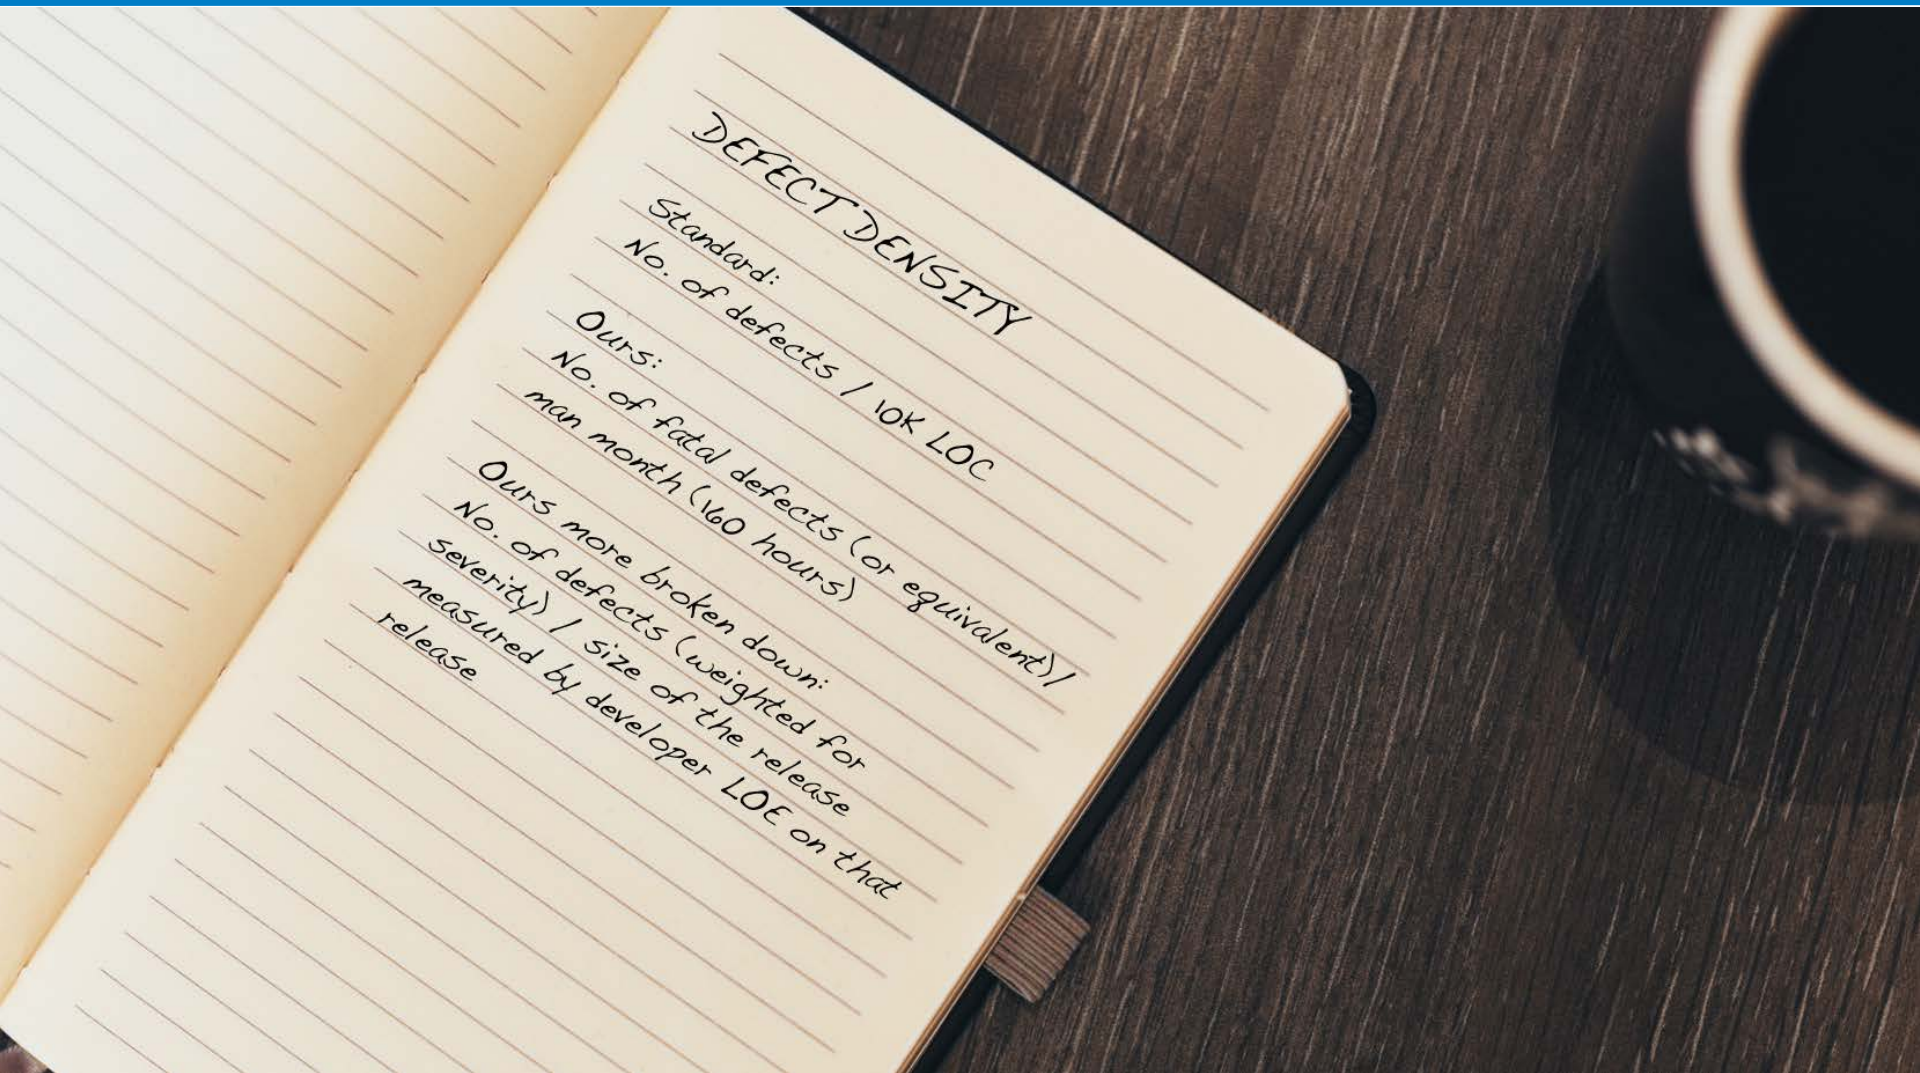 DEFECT DENSITY
Standard:
No. of defects / 10K LOC
Ours:
No. of fatal defects (or equivalent) /
man month (160 hours)
Ours more broken down:
No. of defects (weighted for
severity) / size of the release
measured by developer LOE on that
release